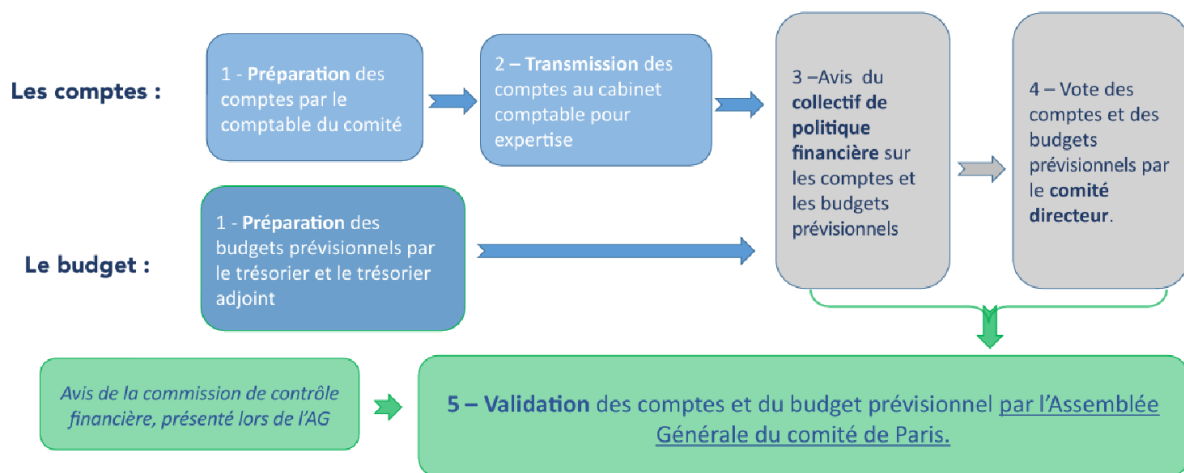 Les comptes :
1 - Préparation des
comptes par le
comptable du comité
2 – Transmission des
comptes au cabinet
comptable pour
expertise
3 –Avis du
collectif de
politique
financière sur
les comptes et
les budgets
prévisionnels
4 – Vote des
comptes et des
budgets
prévisionnels par
le comité
directeur.
Le budget :
1 - Préparation des
budgets prévisionnels par
le trésorier et le trésorier
adjoint
Avis de la commission de contrôle
financière, présenté lors de l’AG
5 – Validation des comptes et du budget prévisionnel par l’Assemblée
Générale du comité de Paris.